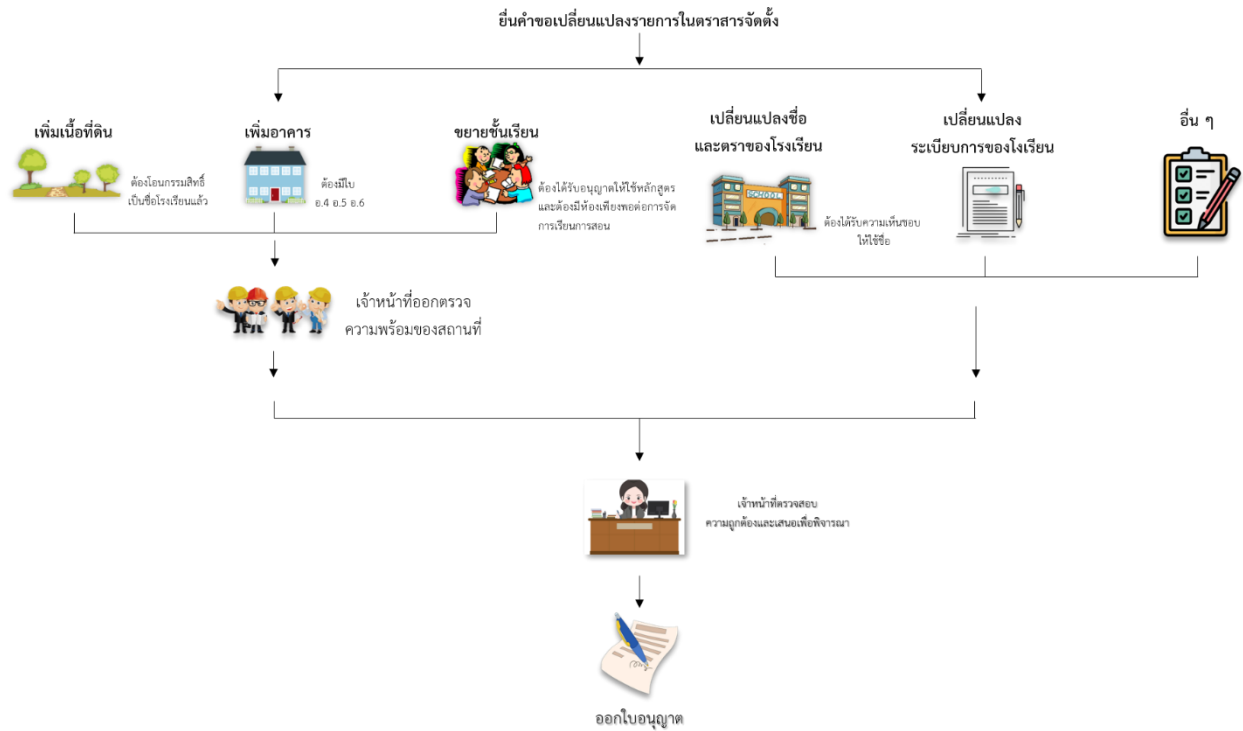 ยื่นคำขอเปลี่ยนแปลงรายการในตราสารจัดตั้ง
เพิ่มเนื้อที่ดิน
ต้องโอนกรรมสิทธิ์
เป็นชื่อโรงเรียนแล้ว
เพิ่มอาคาร
ต้องมีใบ
อ.4 อ.5 อ.6
ขยายชั้นเรียน
ต้องได้รับอนุญาตให้ใช้หลักสูตร
และต้องมีห้องเพียงพอต่อการจัด
การเรียนการสอน
เปลี่ยนแปลงชื่อ
และตราของโรงเรียน
SCHOOL
ต้องได้รับความเห็นชอบ
ให้ใช้ชื่อ
เปลี่ยนแปลง
ระเบียบการของโงเรียน
อื่น ๆ
เจ้าหน้าที่ออกตรวจ
ความพร้อมของสถานที่
เจ้าหน้าที่ตรวจสอบ
ความถูกต้องและเสนอเพื่อพิจารณา
ออกใบอนุญาต